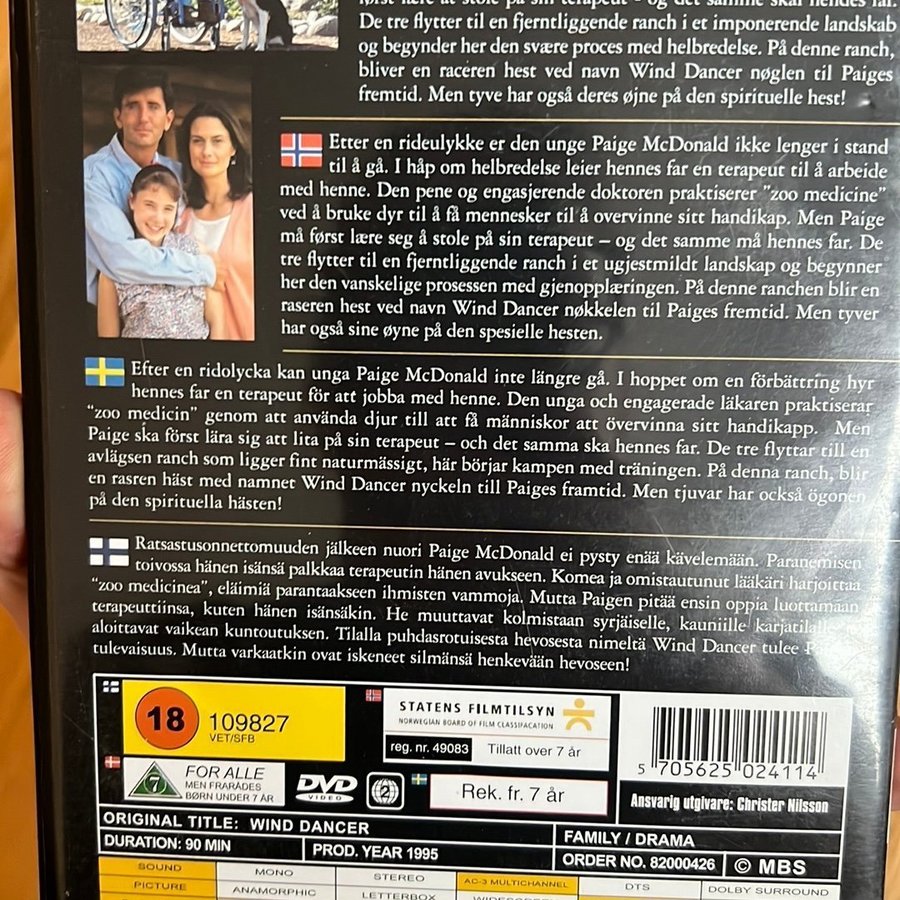 De tre flytter til en fjerntliggende ranch i et imponerende landskab
og begynder her den svære proces med helbredelse. På denne ranch,
bliver en raceren hest ved navn Wind Dancer nøglen til Paiges
fremtid. Men tyve har også deres øjne på den spirituelle hest!
Etter en rideulykke er den unge Paige McDonald ikke lenger i stand
til å gå. I håp om helbredelse leier hennes far en terapeut til å arbeide
med henne. Den pene og engasjerende doktoren praktiserer "zoo medicine"
ved å bruke dyr til å få mennesker til å overvinne sitt handikap. Men Paige
må først lære seg å stole på sin terapeut – og det samme må hennes far. De
tre flytter til en fjerntliggende ranch i et ugjestmildt landskap og begynner
her den vanskelige prosessen med gjenopplæringen. På denne ranchen blir en
raseren hest ved navn Wind Dancer nøkkelen til Paiges fremtid. Men tyver
har også sine øyne på den spesielle hesten.
Efter en ridolycka kan unga Paige McDonald inte längre gå. I hoppet om en förbättring hyr
hennes far en terapeut för att jobba med henne. Den unga och engagerade läkaren praktiserar
"zoo medicin" genom att använda djur till att få människor att övervinna sitt handikapp. Men
Paige ska först lära sig att lita på sin terapeut – och det samma ska hennes far. De tre flyttar till en
avlägsen ranch som ligger fint naturmässigt, här börjar kampen med träningen. På denna ranch, blir
en rasren häst med namnet Wind Dancer nyckeln till Paiges framtid. Men tjuvar har också ögonen
på den spirituella hästen!
Ratsastusonnettomuuden jälkeen nuori Paige McDonald ei pysty enää kävelemään. Paranemisen
toivossa hänen isänsä palkkaa terapeutin hänen avukseen. Komea ja omistautunut lääkäri harjoittaa
"zoo medicinea", eläimiä parantaakseen ihmisten vammoja. Mutta Paigen pitää ensin oppia luottamaan
terapeuttiinsa, kuten hänen isänsäkin. He muuttavat kolmistaan syrjäiselle, kauniille
aloittavat vaikean kuntoutuksen. Tilalla puhdasrotuisesta hevosesta nimeltä Wind Dancer tulee
tulevaisuus. Mutta varkaatkin ovat iskeneet silmänsä henkevään hevoseen!
18 109827
VET/SFB
STATENS FILMTILSYN
NORWEGIAN BOARD OF FILM CLASSIFACATION
reg. nr. 49083 Tillatt over 7 år
5 705625 024114
7 FOR ALLE
MEN FRARÅDES
BØRN UNDER 7 ÅR
DVD
VIDEO
2
Rek. fr. 7 år
Ansvarig utgivare: Christer Nilsson
ORIGINAL TITLE: WIND DANCER
FAMILY / DRAMA
DURATION: 90 MIN PROD. YEAR 1995
ORDER NO. 82000426 © MBS
SOUND MONO STEREO AC-3 MULTICHANNEL DTS DOLBY SURROUND
PICTURE ANAMORPHIC LETTERBOX